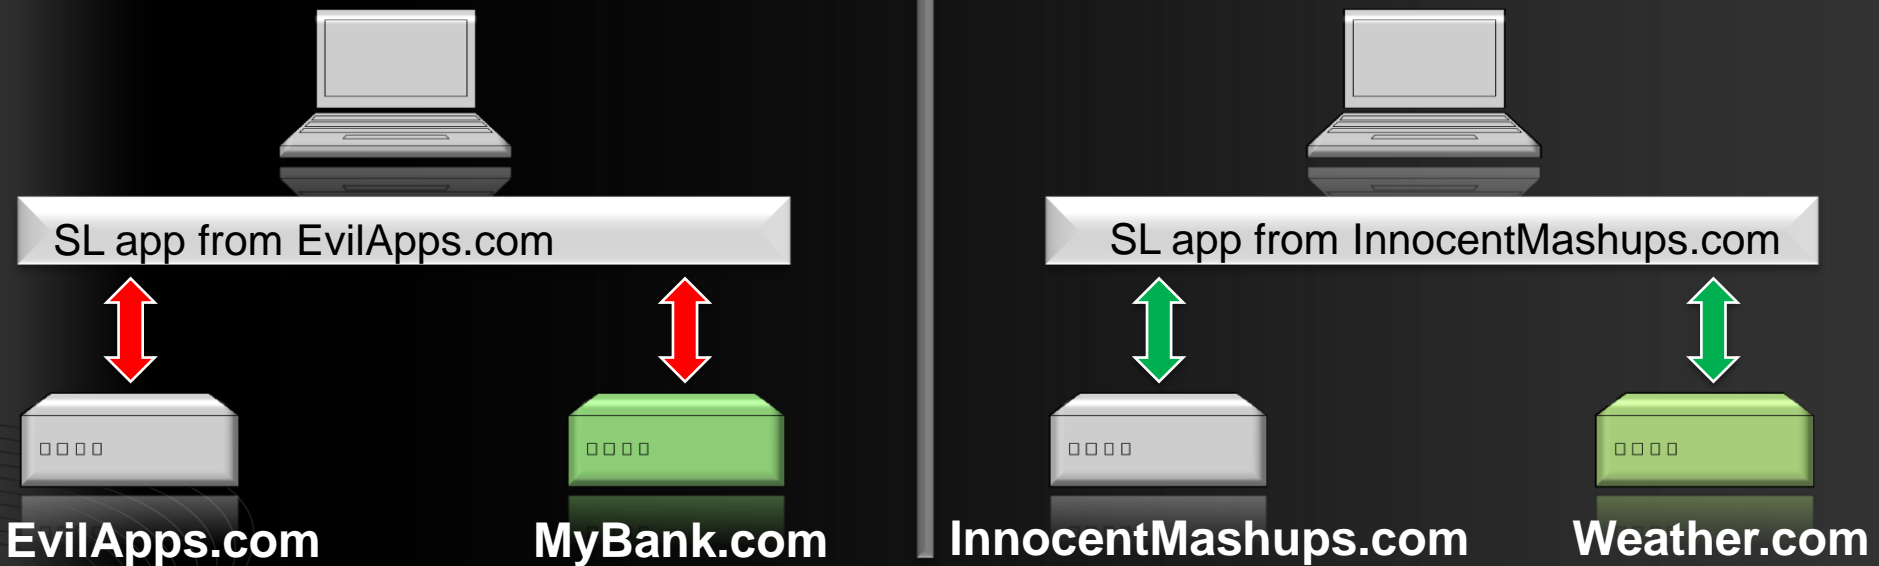 SL app from EvilApps.com
SL app from InnocentMashups.com
EvilApps.com
MyBank.com
InnocentMashups.com
Weather.com